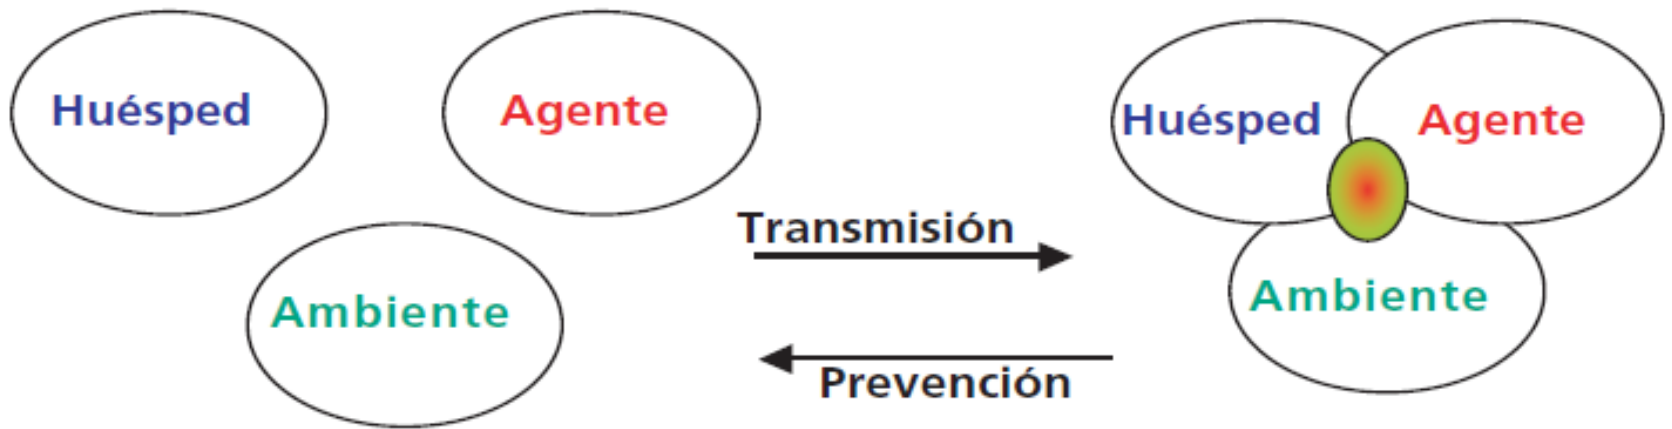 Huésped
Agente
Ambiente
Transmisión
Prevención
Huésped
Agente
Ambiente